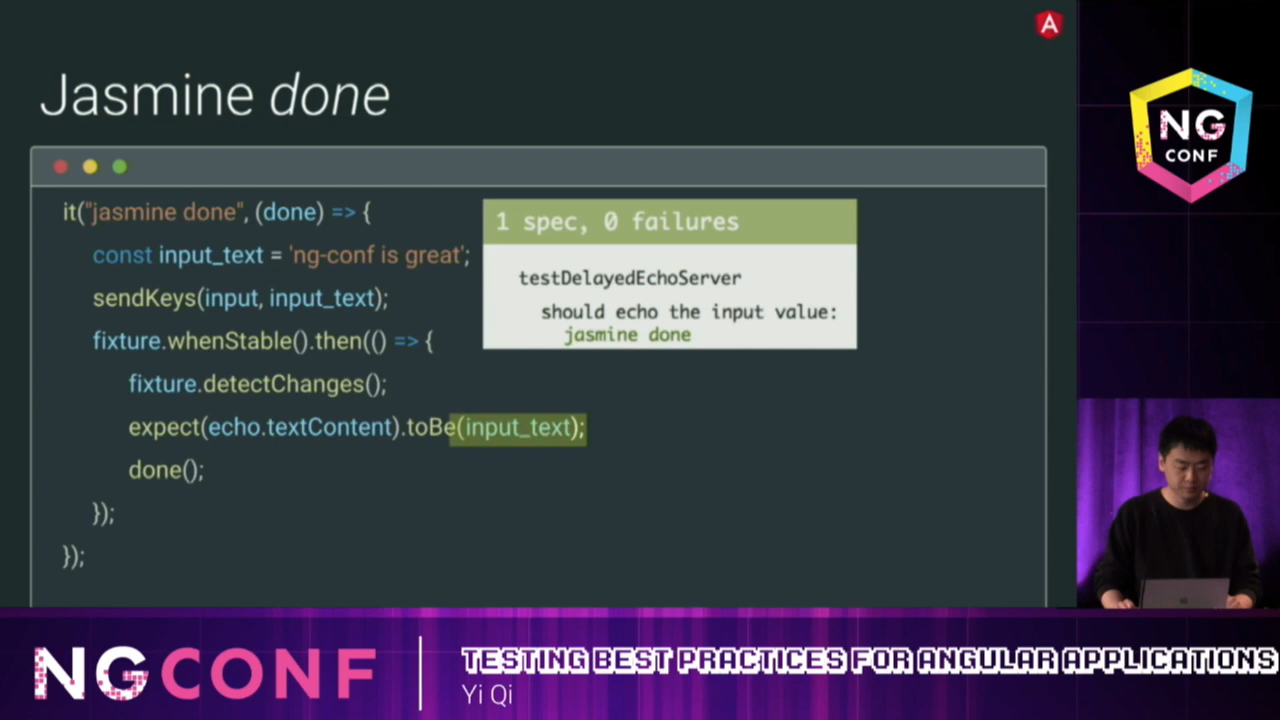 A
Jasmine done
NG
CONF
it("jasmine done", (done) => {
const input_text = 'ng-conf is great';
sendKeys(input, input_text);
fixture.whenStable().then(() => {
fixture.detectChanges();
expect(echo.textContent).toBe(input_text);
done();
});
});
1 spec, 0 failures
testDelayedEchoServer
should echo the input value:
jasmine done
NG CONF
TESTING BEST PRACTICES FOR ANGULAR APPLICATIONS
Yi Qi